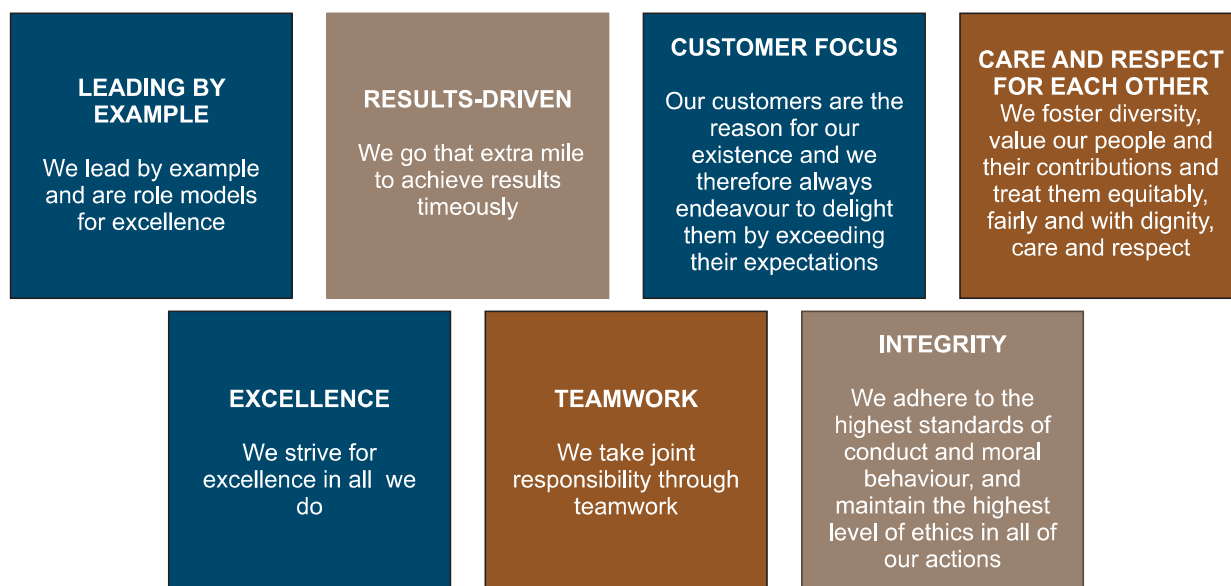 LEADING BY
EXAMPLE
We lead by example
and are role models
for excellence
RESULTS-DRIVEN
We go that extra mile
to achieve results
timeously
CUSTOMER FOCUS
Our customers are the
reason for our
existence and we
therefore always
endeavour to delight
them by exceeding
their expectations
CARE AND RESPECT
FOR EACH OTHER
We foster diversity,
value our people and
their contributions and
treat them equitably,
fairly and with dignity,
care and respect
EXCELLENCE
We strive for
excellence in all  we
do
TEAMWORK
We take joint
responsibility through
teamwork
INTEGRITY
We adhere to the
highest standards of
conduct and moral
behaviour, and
maintain the highest
level of ethics in all of
our actions